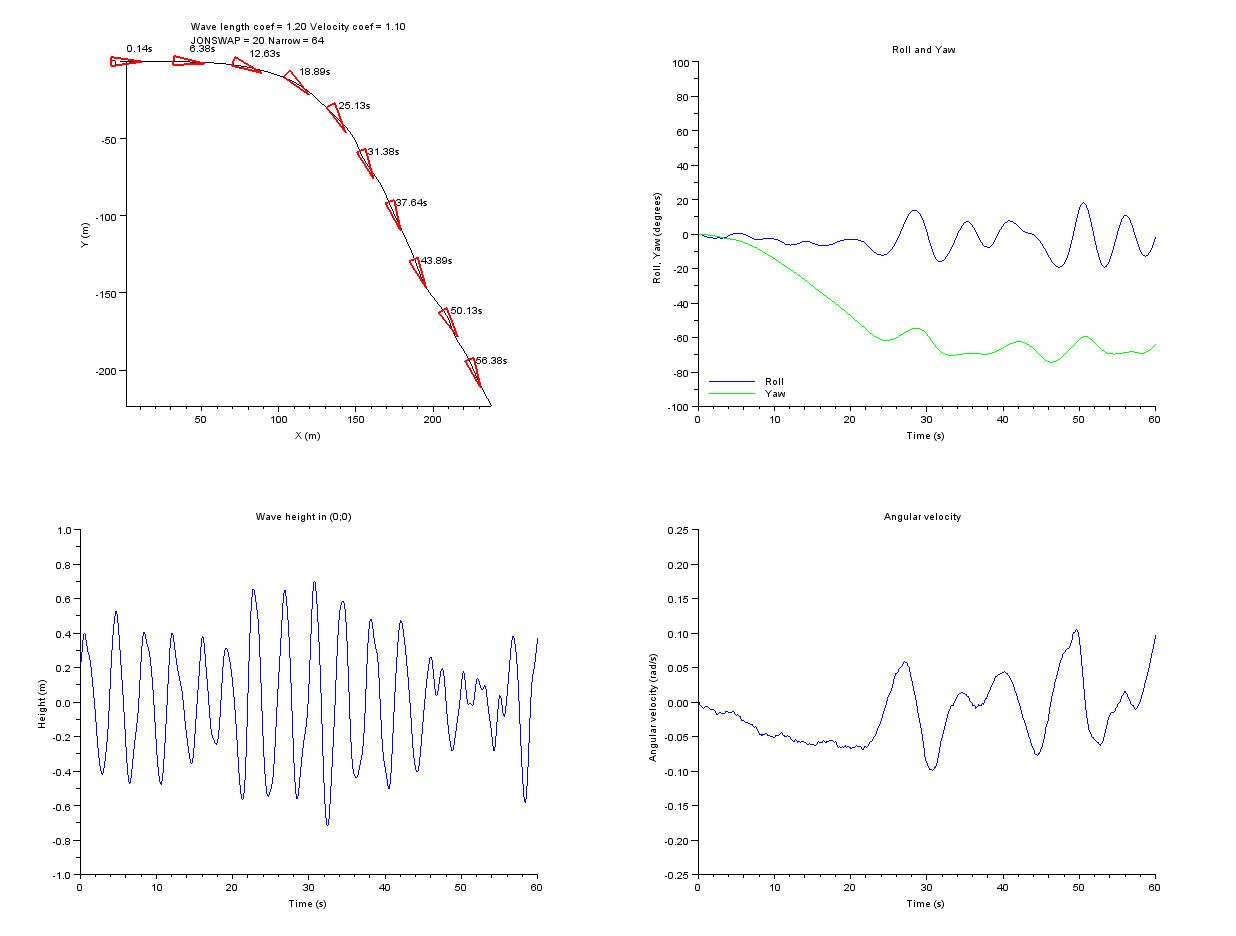 Wave length coef = 1.20 Velocity coef = 1.10
JONSWAP = 20 Narrow = 64
0.14s
6.38s
12.63s
18.89s
25.13s
31.38s
37.64s
43.89s
50.13s
56.38s
-50
-100
-150
-200
Y (m)
50
100
150
200
X (m)
Roll and Yaw
100
80
60
40
20
0
-20
-40
-60
-80
-100
Roll, Yaw (degrees)
Roll
Yaw
0
10
20
30
40
50
60
Time (s)
Wave height in (0;0)
1.0
0.8
0.6
0.4
0.2
0.0
-0.2
-0.4
-0.6
-0.8
-1.0
Height (m)
0
10
20
30
40
50
60
Time (s)
Angular velocity
0.25
0.20
0.15
0.10
0.05
0.00
-0.05
-0.10
-0.15
-0.20
-0.25
Angular velocity (rad/s)
0
10
20
30
40
50
60
Time (s)